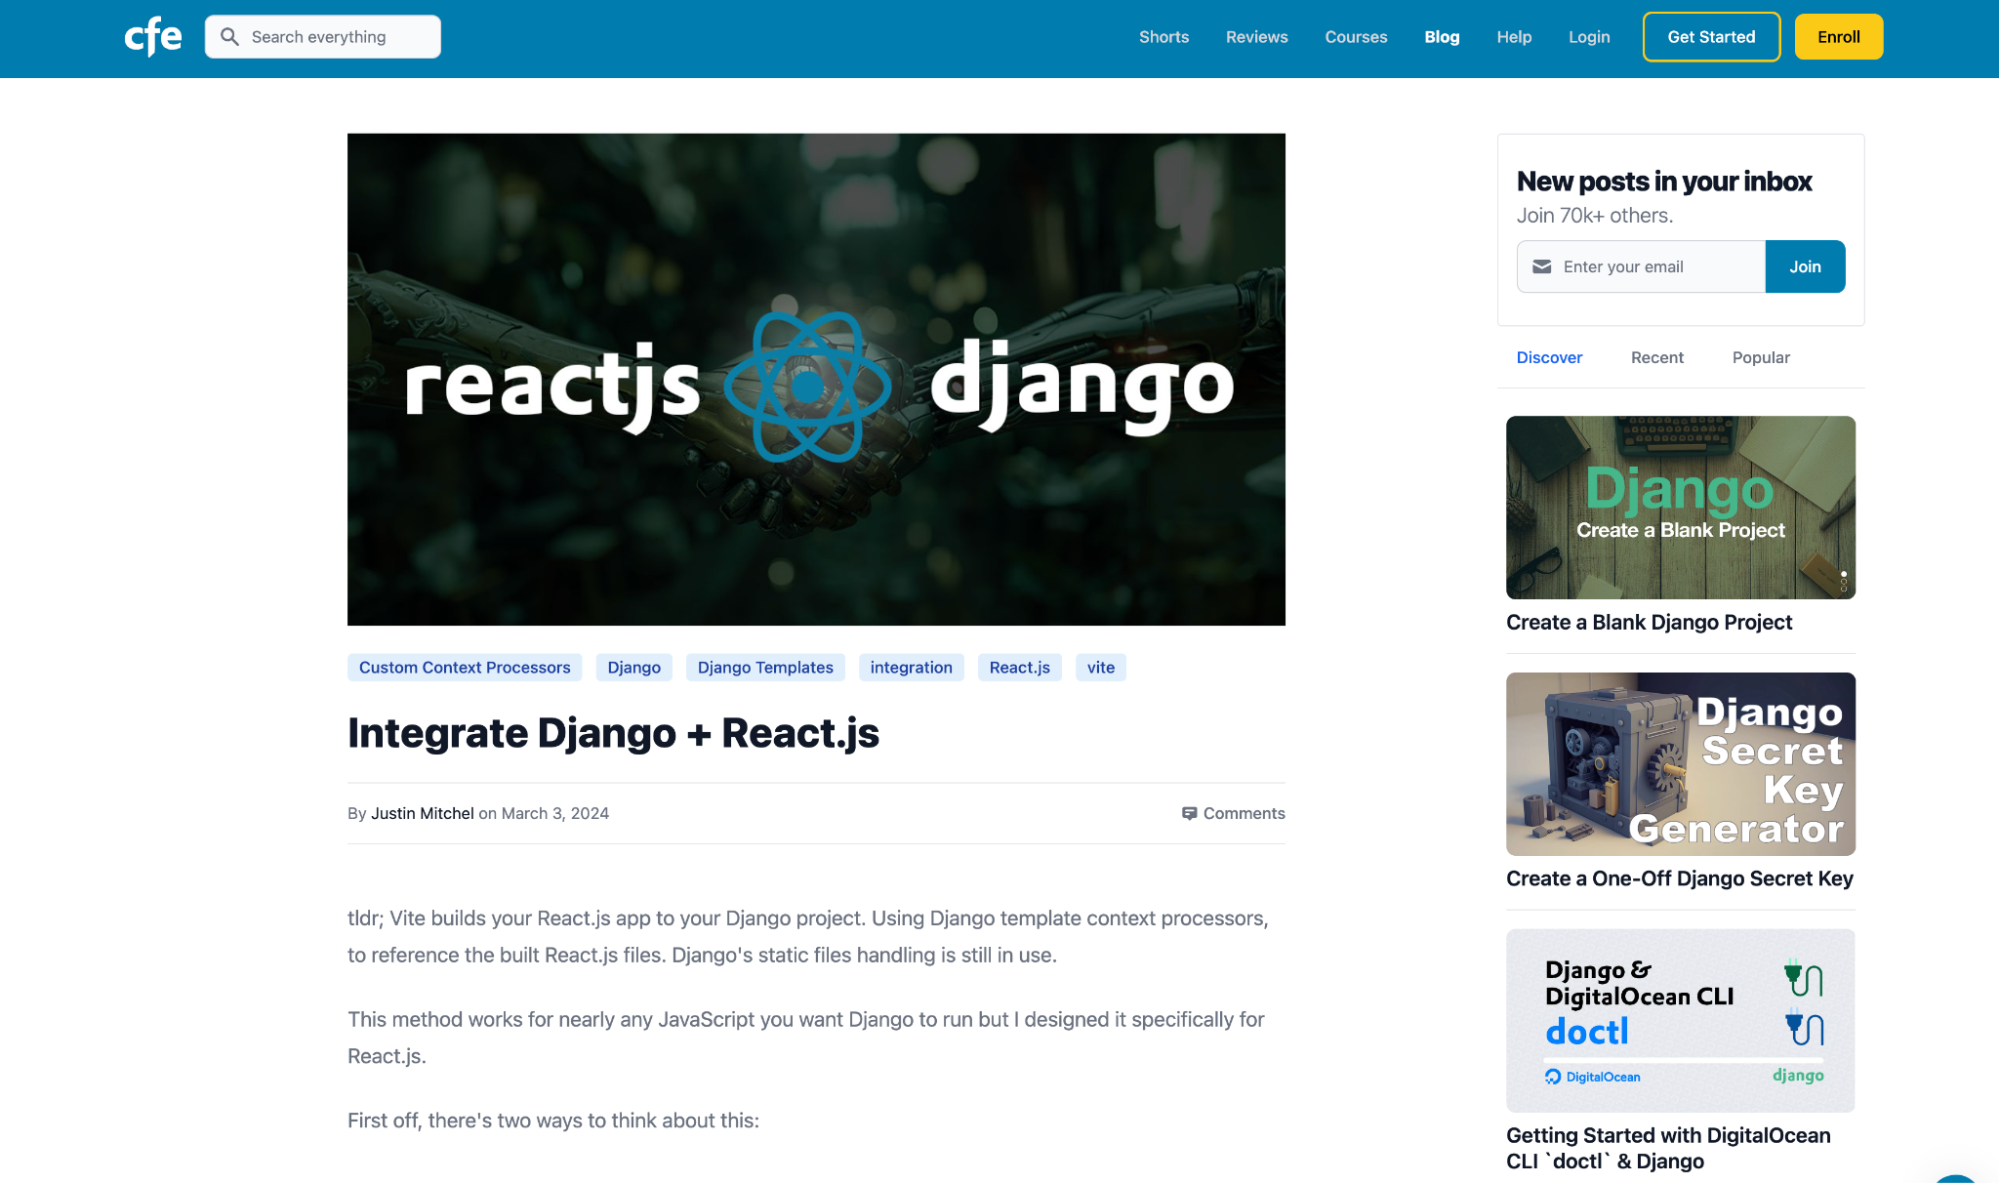 cfe
Search everything
Shorts
Reviews
Courses
Blog
Help
Login
Get Started
Enroll
reactjs
django
Custom Context Processors
Django
Django Templates
integration
React.js
vite
Integrate Django + React.js
By Justin Mitchel on March 3, 2024
Comments
tldr; Vite builds your React.js app to your Django project. Using Django template context processors,
to reference the built React.js files. Django's static files handling is still in use.
This method works for nearly any JavaScript you want Django to run but I designed it specifically for
React.js.
First off, there's two ways to think about this:
New posts in your inbox
Join 70k+ others.
Enter your email
Join
Discover
Recent
Popular
Django
Create a Blank Project
Create a Blank Django Project
Django
Secret
Key
Generator
Create a One-Off Django Secret Key
Django &
DigitalOcean CLI
doctl
DigitalOcean
django
Getting Started with DigitalOcean
CLI `doctl` & Django